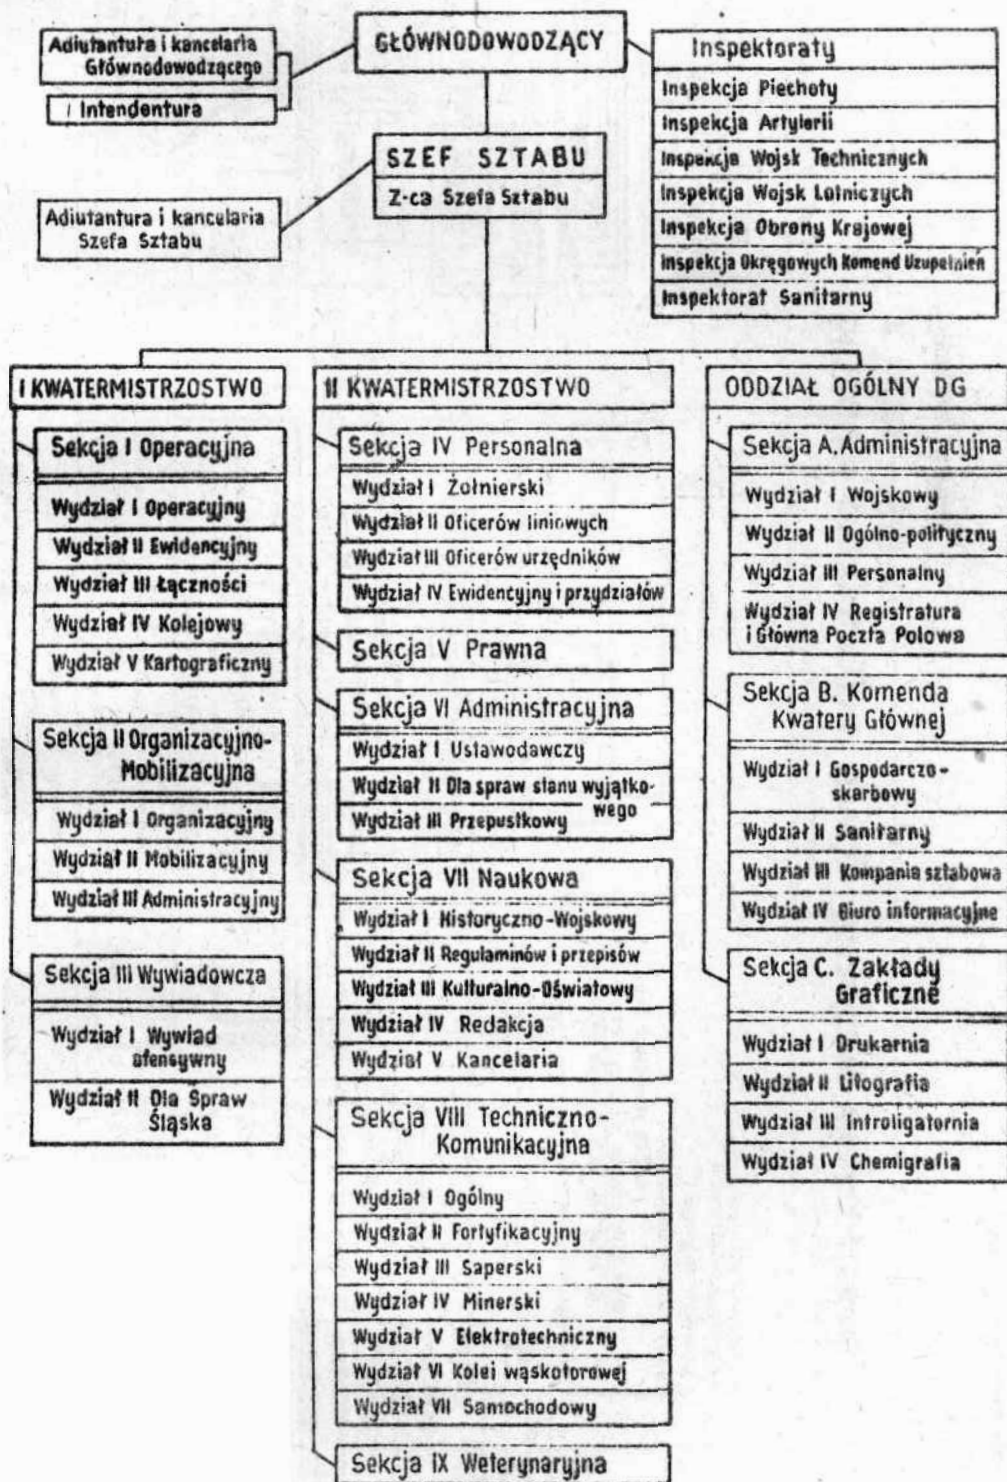 Adiutantura i kancelaria
Głównodowodzącego
Intendentura
GŁÓWNODOWODZĄCY
SZEF SZTABU
Z-ca Szefa Sztabu
Adiutantura i kancelaria
Szefa Sztabu
Inspektoraty
Inspekcja Piechoty
Inspekcja Artylerii
Inspekcja Wojsk Technicznych
Inspekcja Wojsk Lotniczych
Inspekcja Obrony Krajowej
Inspekcja Okręgowych Komend Uzupełnień
Inspektorat Sanitarny
I KWATERMISTRZOSTWO
Sekcja I Operacyjna
Wydział I Operacyjny
Wydział II Ewidencyjny
Wydział III Łączności
Wydział IV Kolejowy
Wydział V Kartograficzny
Sekcja II Organizacyjno-
Mobilizacyjna
Wydział I Organizacyjny
Wydział II Mobilizacyjny
Wydział III Administracyjny
Sekcja III Wywiadowcza
Wydział I Wywiad
ofensywny
Wydział II Dla Spraw
Śląska
II KWATERMISTRZOSTWO
Sekcja IV Personalna
Wydział I Żołnierski
Wydział II Oficerów liniowych
Wydział III Oficerów urzędników
Wydział IV Ewidencyjny i przydziałów
Sekcja V Prawna
Sekcja VI Administracyjna
Wydział I Ustawodawczy
Wydział II Dla spraw stanu wyjątko-
wego
Wydział III Przepustkowy
Sekcja VII Naukowa
Wydział I Historyczno-Wojskowy
Wydział II Regulaminów i przepisów
Wydział III Kulturalno-Oświatowy
Wydział IV Redakcja
Wydział V Kancelaria
Sekcja VIII Techniczno-
Komunikacyjna
Wydział I Ogólny
Wydział II Fortyfikacyjny
Wydział III Saperski
Wydział IV Minerski
Wydział V Elektrotechniczny
Wydział VI Kolei wąskotorowej
Wydział VII Samochodowy
Sekcja IX Weterynaryjna
ODDZIAŁ OGÓLNY DG
Sekcja A. Administracyjna
Wydział I Wojskowy
Wydział II Ogólno-polityczny
Wydział III Personalny
Wydział IV Registratura
i Główna Poczta Polowa
Sekcja B. Komenda
Kwatery Głównej
Wydział I Gospodarczo-
skarbowy
Wydział II Sanitarny
Wydział III Kompania sztabowa
Wydział IV Biuro informacyjne
Sekcja C. Zakłady
Graficzne
Wydział I Drukarnia
Wydział II Litografia
Wydział III Introligatornia
Wydział IV Chemigrafia